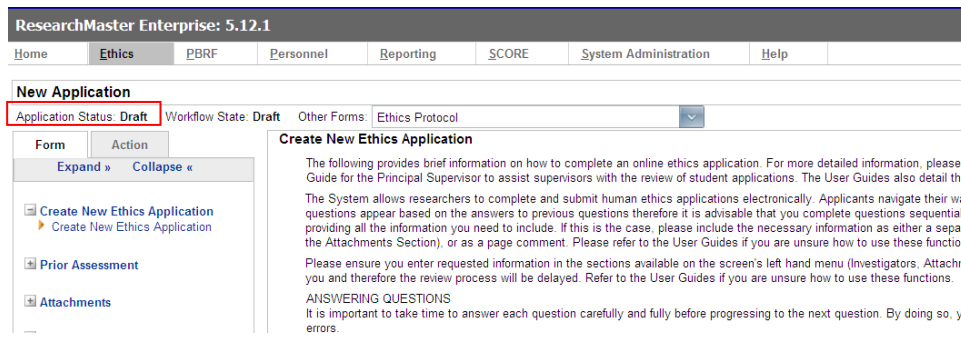 ResearchMaster Enterprise: 5.12.1
Home Ethics PBRF Personnel Reporting SCORE System Administration Help
New Application
Application Status: Draft Workflow State: Draft Other Forms: Ethics Protocol
Form Action
Expand » Collapse «
Create New Ethics Application
Create New Ethics Application
Prior Assessment
Attachments
Create New Ethics Application
The following provides brief information on how to complete an online ethics application. For more detailed information, please
Guide for the Principal Supervisor to assist supervisors with the review of student applications. The User Guides also detail th
The System allows researchers to complete and submit human ethics applications electronically. Applicants navigate their wa
questions appear based on the answers to previous questions therefore it is advisable that you complete questions sequential
providing all the information you need to include. If this is the case, please include the necessary information as either a sepa
the Attachments Section), or as a page comment. Please refer to the User Guides if you are unsure how to use these functio
Please ensure you enter requested information in the sections available on the screen's left hand menu (Investigators, Attachr
you and therefore the review process will be delayed. Refer to the User Guides if you are unsure how to use these functions.
ANSWERING QUESTIONS
It is important to take time to answer each question carefully and fully before progressing to the next question. By doing so, y
errors.